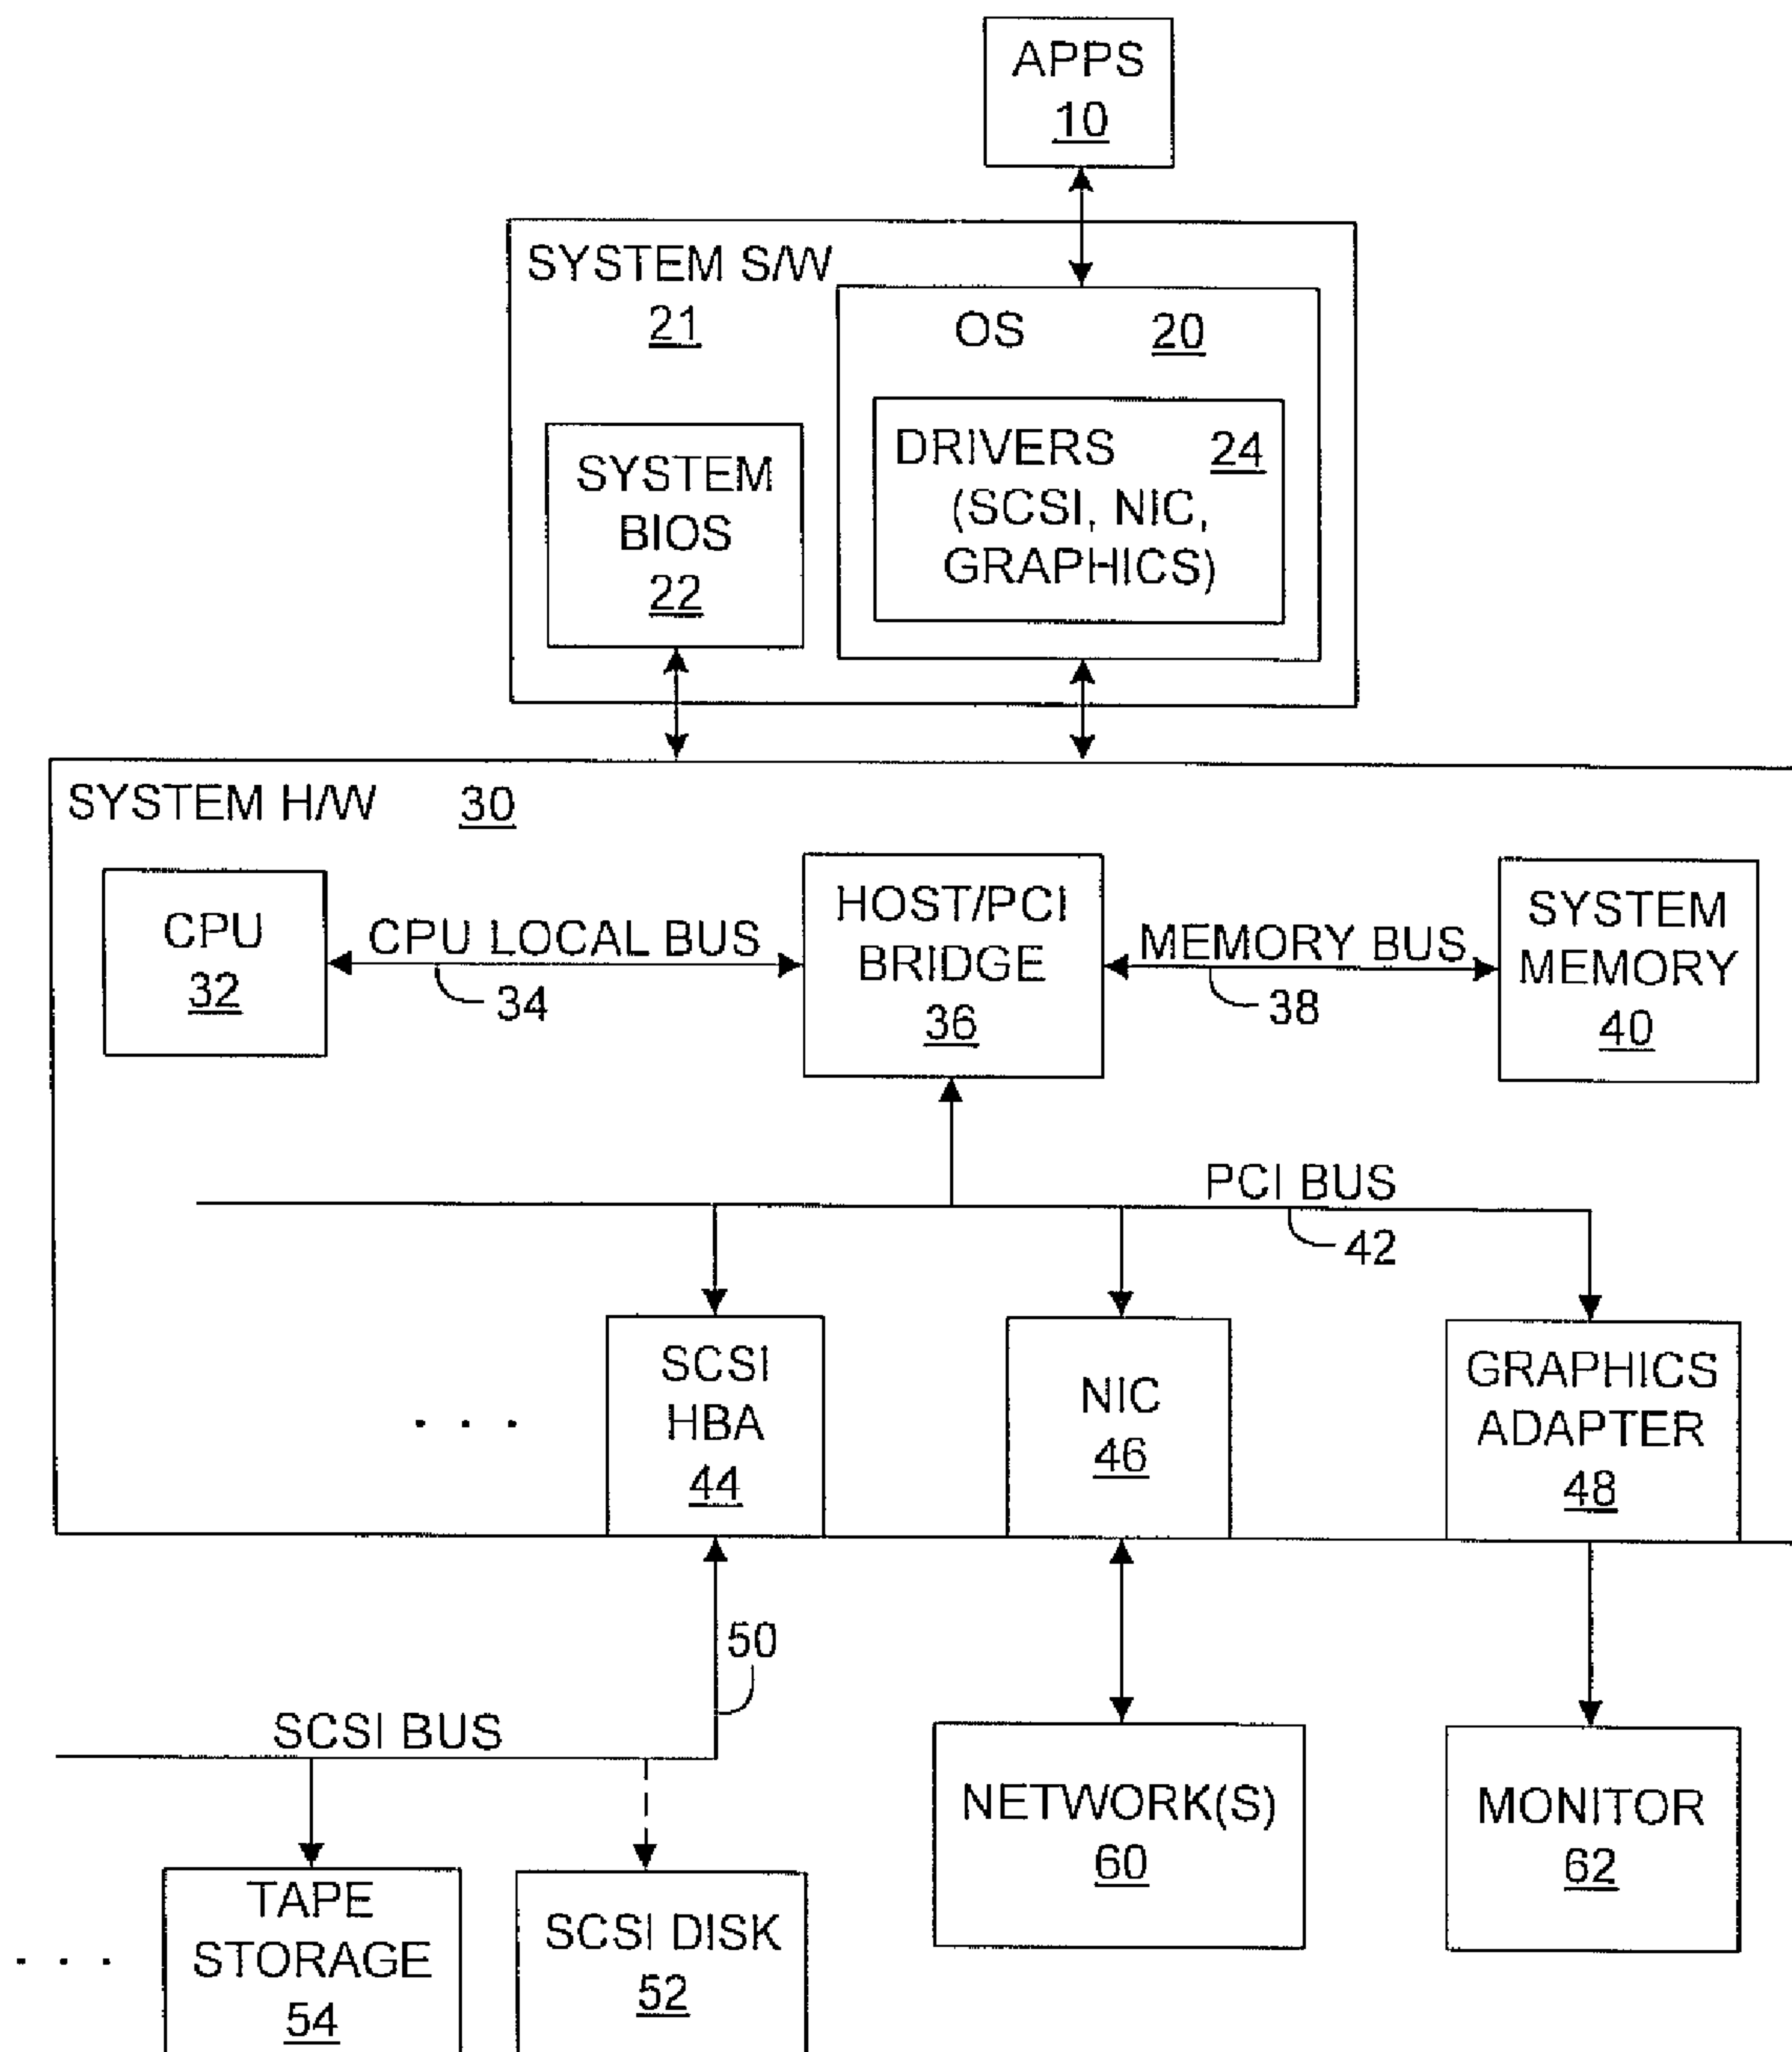 APPS
10
SYSTEM S/W
21
OS 20
DRIVERS 24
(SCSI, NIC,
GRAPHICS)
SYSTEM
BIOS
22
SYSTEM H/W 30
CPU
32
CPU LOCAL BUS
34
HOST/PCI
BRIDGE
36
MEMORY BUS
38
SYSTEM
MEMORY
40
PCI BUS
42
. . .
SCSI
HBA
44
NIC
46
GRAPHICS
ADAPTER
48
50
SCSI BUS
. . .
TAPE
STORAGE
54
SCSI DISK
52
NETWORK(S)
60
MONITOR
62